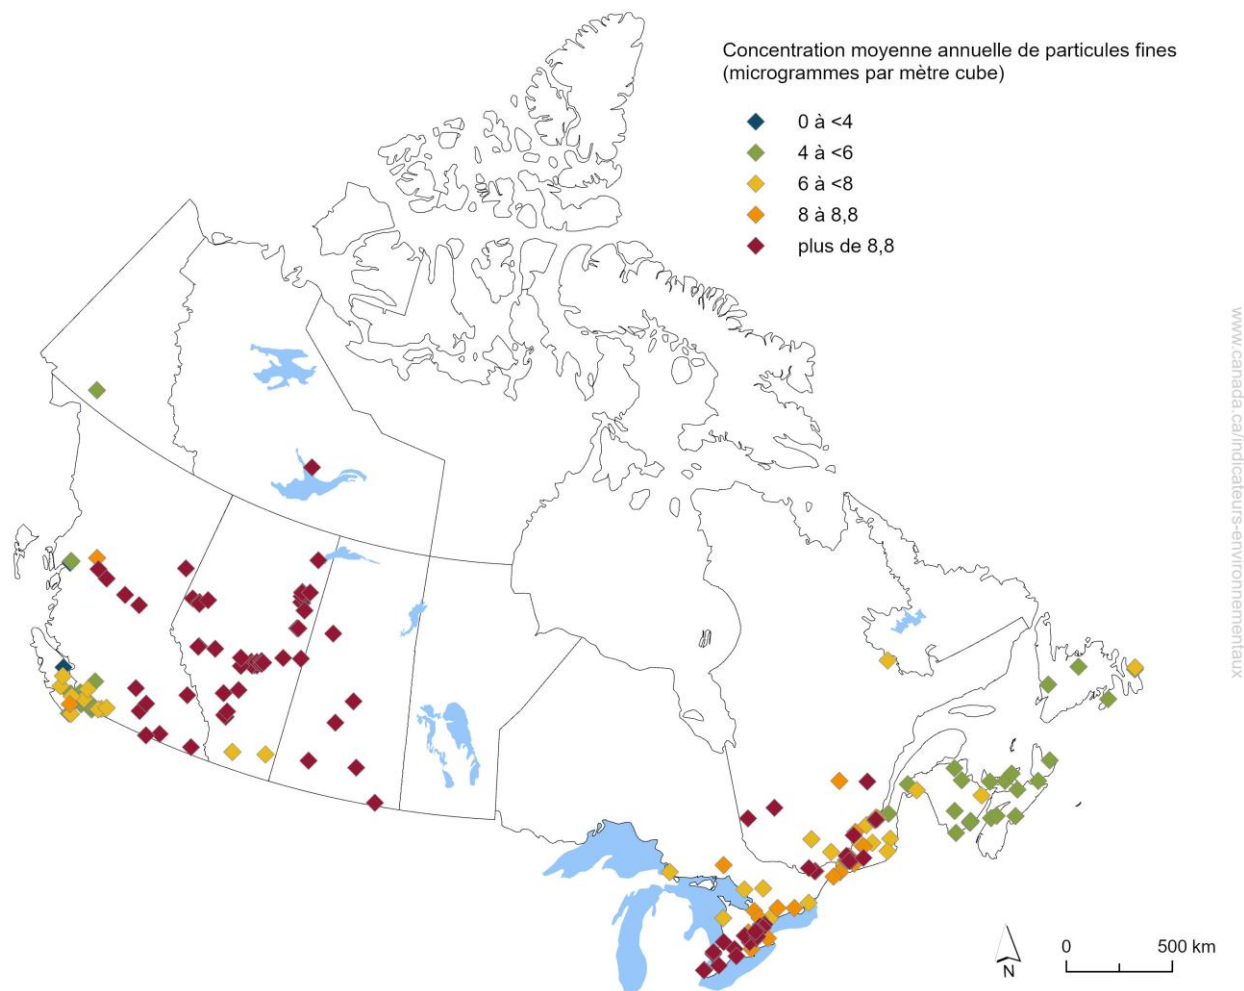 Concentration moyenne annuelle de particules fines
(microgrammes par mètre cube)
0 à <4
4 à <6
6 à <8
8 à 8,8
plus de 8,8
www.canada.ca/indicateurs-environnementaux
N
0 500 km